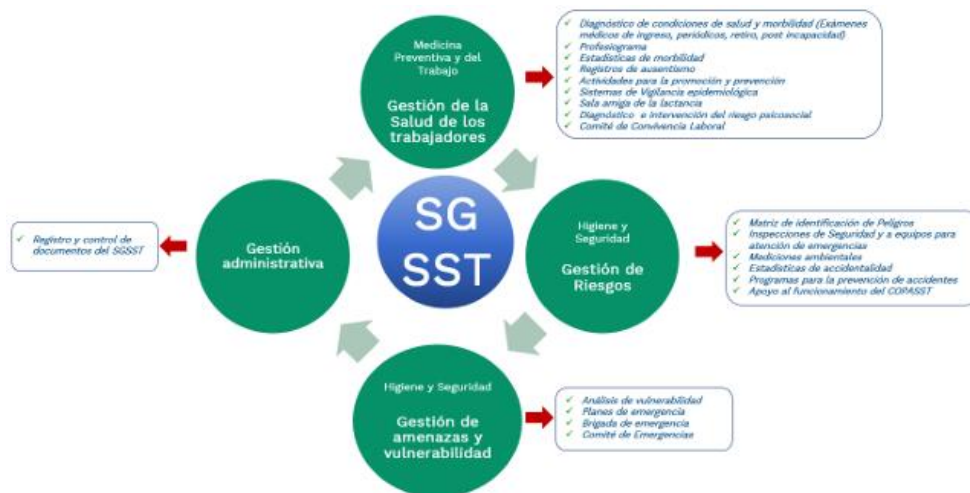 Medicina
Preventiva y del
Trabajo
Gestión de la
Salud de los
trabajadores
✓ Diagnóstico de condiciones de salud y morbilidad (Exámenes
médicos de ingreso, periódicos, retiro, post incapacidad)
✓ Profesiograma
✓ Estadísticas de morbilidad
✓ Registros de ausentismo
✓ Actividades para la promoción y prevención
✓ Sistemas de Vigilancia epidemiológica
✓ Sala amiga de la lactancia
✓ Diagnóstico e intervención del riesgo psicosocial
✓ Comité de Convivencia Laboral
SG
SST
Higiene y
Seguridad
Gestión de
Riesgos
✓ Matriz de identificación de Peligros
✓ Inspecciones de Seguridad y a equipos para
atención de emergencias
✓ Mediciones ambientales
✓ Estadísticas de accidentalidad
✓ Programas para la prevención de accidentes
✓ Apoyo al funcionamiento del COPASST
Higiene y Seguridad
Gestión de
amenazas y
vulnerabilidad
✓ Análisis de vulnerabilidad
✓ Planes de emergencia
✓ Brigada de emergencia
✓ Comité de Emergencias
Gestión
administrativa
✓ Registro y control de
documentos del SGSST